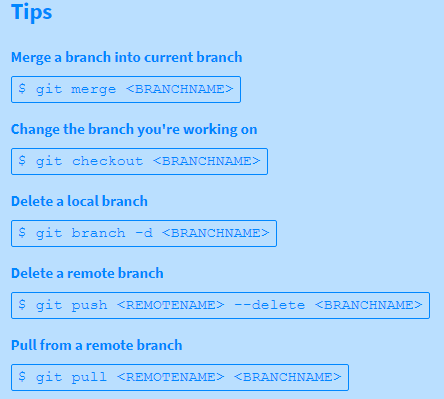 Tips
Merge a branch into current branch
$ git merge <BRANCHNAME>
Change the branch you're working on
$ git checkout <BRANCHNAME>
Delete a local branch
$ git branch -d <BRANCHNAME>
Delete a remote branch
$ git push <REMOTENAME> --delete <BRANCHNAME>
Pull from a remote branch
$ git pull <REMOTENAME> <BRANCHNAME>